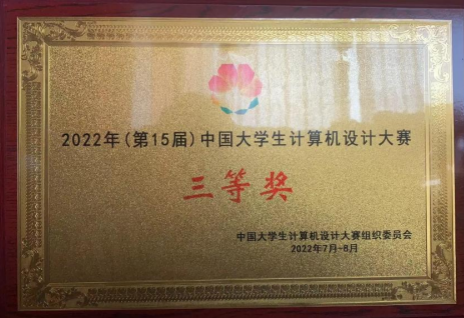 2022年(第15届)中国大学生计算机设计大赛
三等奖
中国大学生计算机设计大赛组织委员会
2022年7月-8月